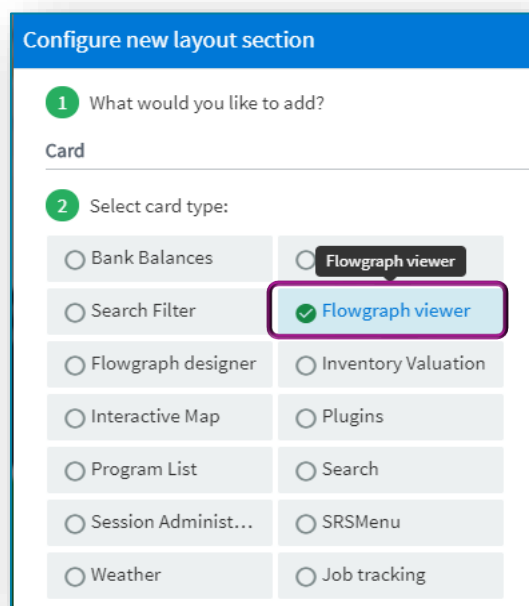 Configure new layout section
1 What would you like to add?
Card
2 Select card type:
Bank Balances
Flowgraph viewer
Search Filter
Flowgraph viewer
Flowgraph designer
Inventory Valuation
Interactive Map
Plugins
Program List
Search
Session Administ...
SRSMenu
Weather
Job tracking